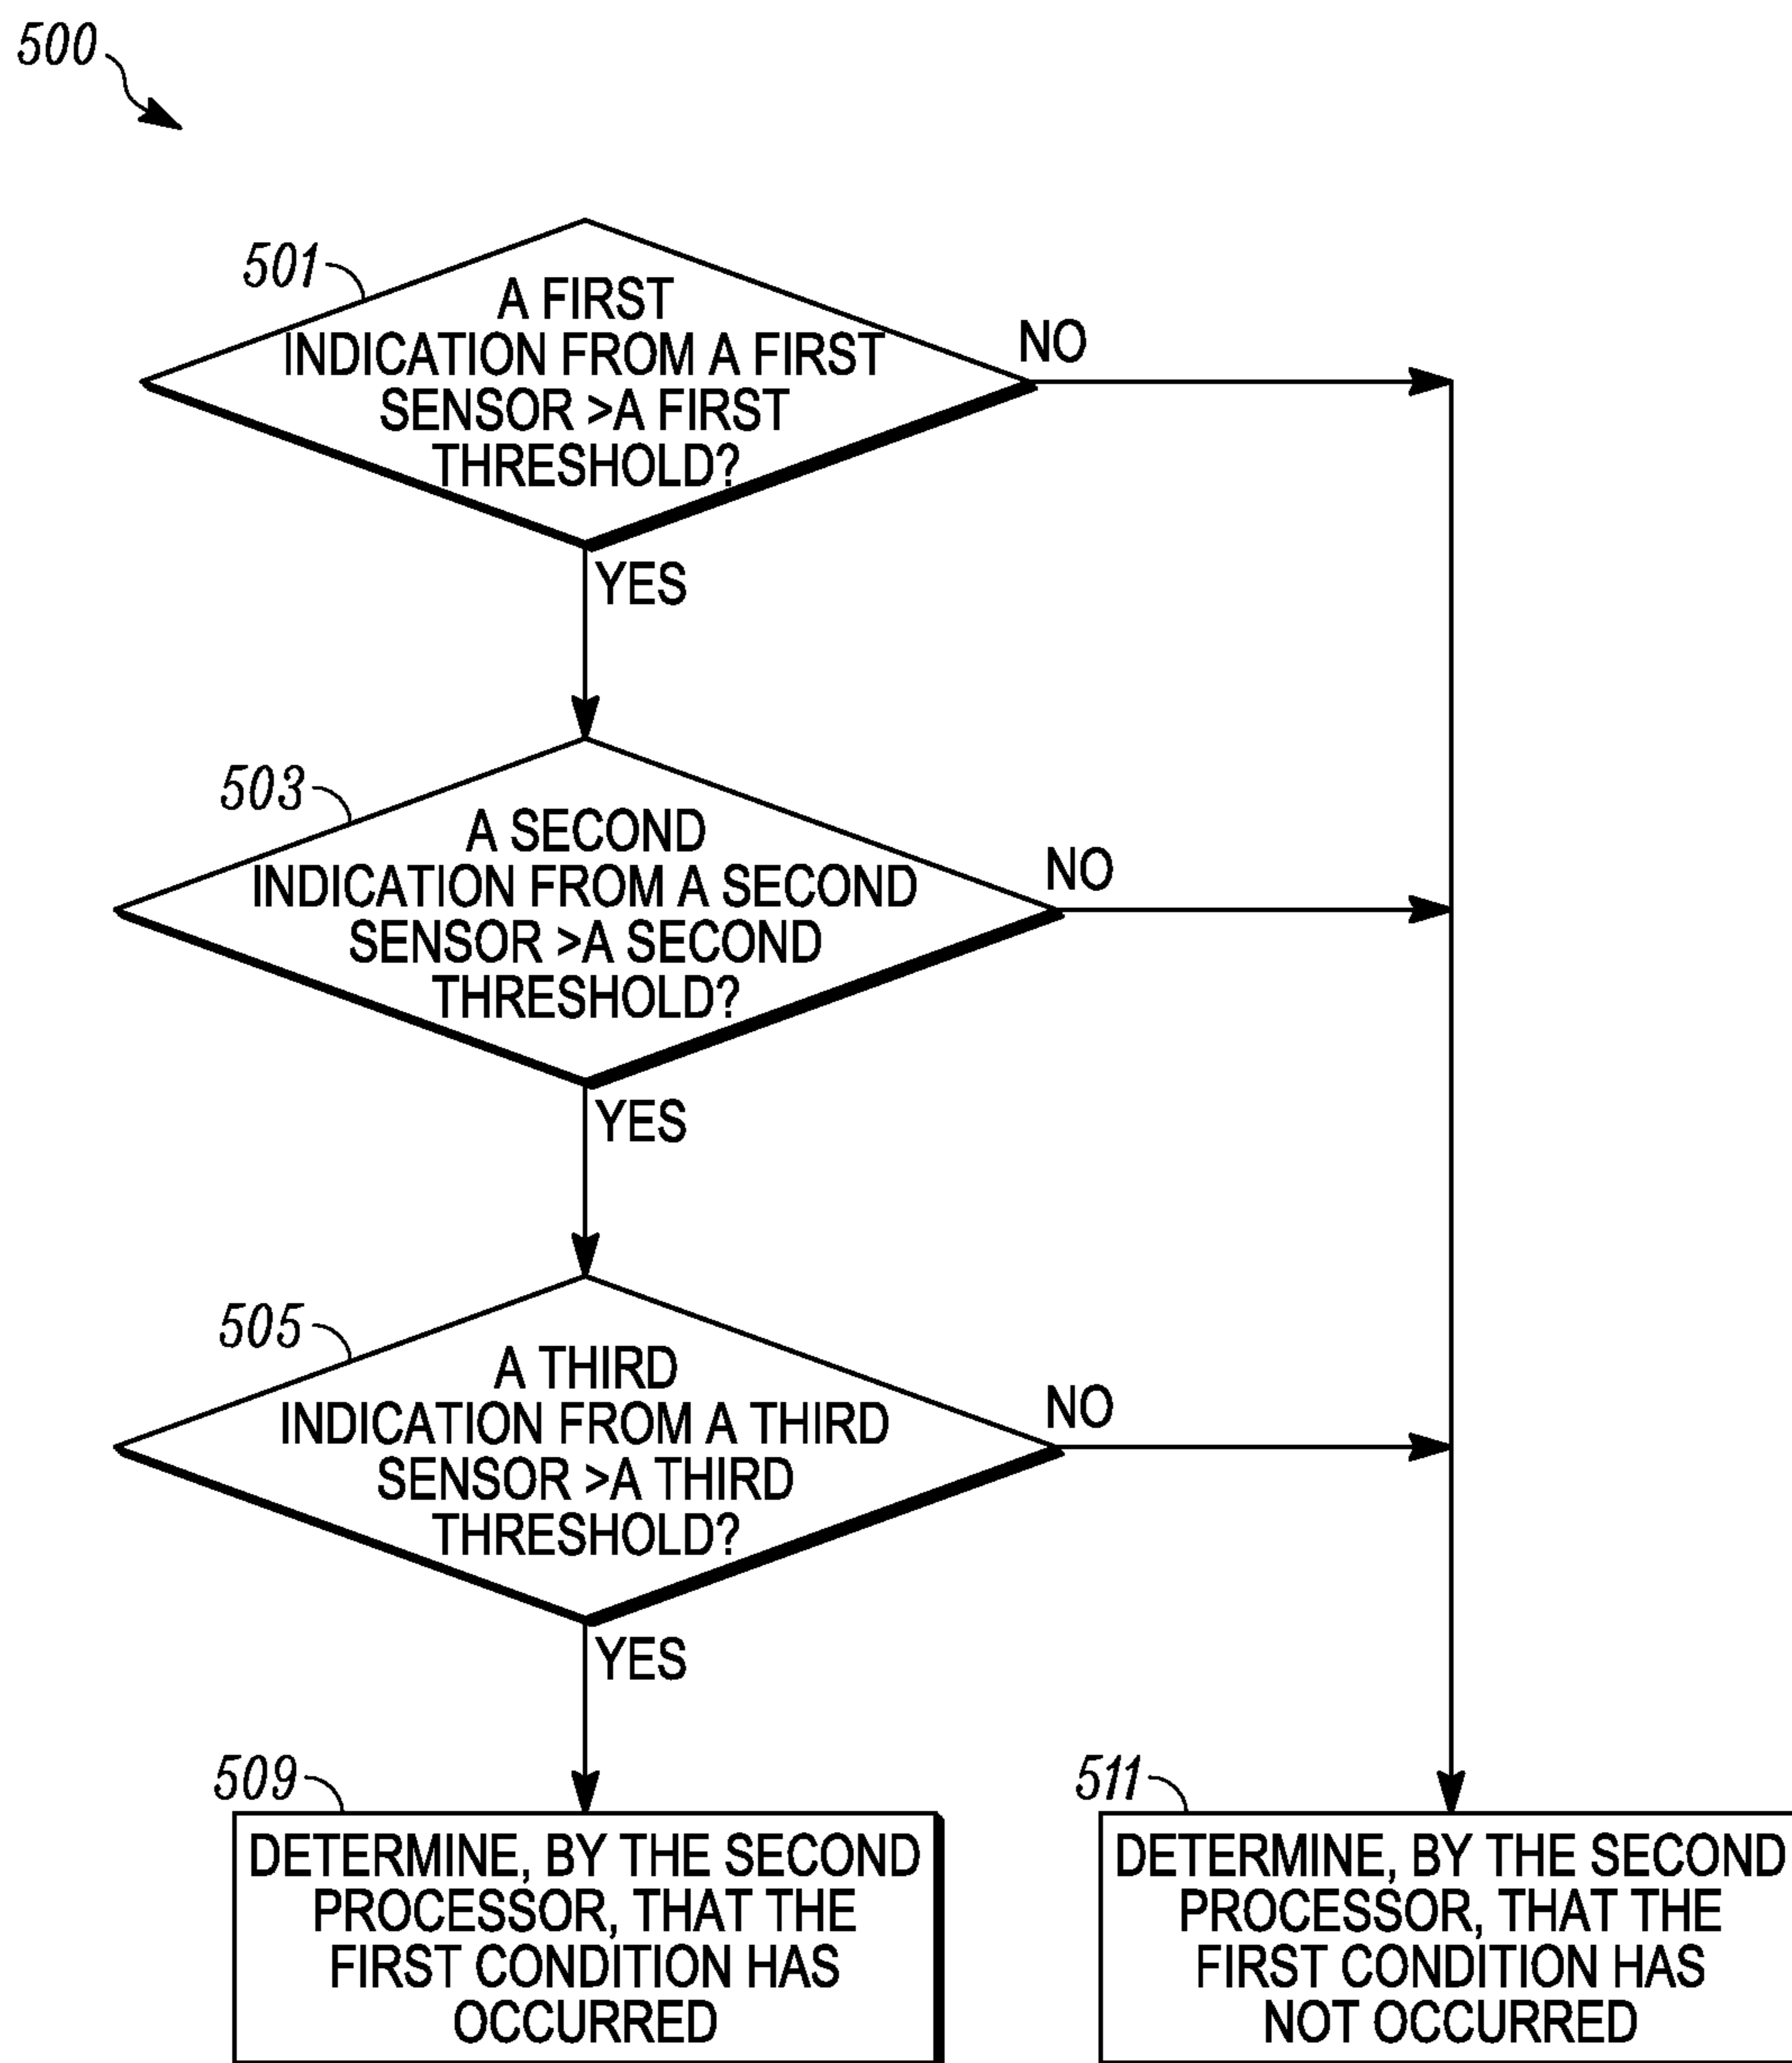 500
501
A FIRST
INDICATION FROM A FIRST
SENSOR >A FIRST
THRESHOLD?
NO
YES
503
A SECOND
INDICATION FROM A SECOND
SENSOR >A SECOND
THRESHOLD?
NO
YES
505
A THIRD
INDICATION FROM A THIRD
SENSOR >A THIRD
THRESHOLD?
NO
YES
509
DETERMINE, BY THE SECOND
PROCESSOR, THAT THE
FIRST CONDITION HAS
OCCURRED
511
DETERMINE, BY THE SECOND
PROCESSOR, THAT THE
FIRST CONDITION HAS
NOT OCCURRED